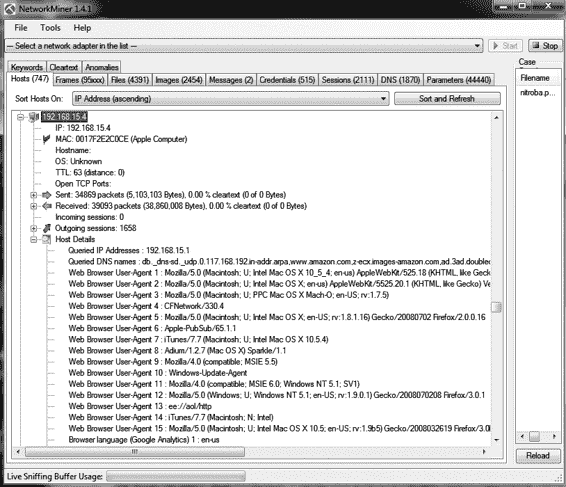 NetworkMiner 1.4.1
File Tools Help
--- Select a network adapter in the list ---
Start
Stop
Keywords Cleartext Anomalies
Hosts (747) Frames (95xxx) Files (4391) Images (2454) Messages (2) Credentials (515) Sessions (2111) DNS (1870) Parameters (44440)
Sort Hosts On: IP Address (ascending) Sort and Refresh
192.168.15.4
IP: 192.168.15.4
MAC: 0017F2E2C0CE (Apple Computer)
Hostname:
OS: Unknown
TTL: 63 (distance: 0)
Open TCP Ports:
Sent: 34869 packets (5,103,103 Bytes), 0.00 % cleartext (0 of 0 Bytes)
Received: 39093 packets (38,860,008 Bytes), 0.00 % cleartext (0 of 0 Bytes)
Incoming sessions: 0
Outgoing sessions: 1658
Host Details
Queried IP Addresses : 192.168.15.1
Queried DNS names : db._dns-sd._udp.0.117.168.192.in-addr.arpa,www.amazon.com,z-ecx.images-amazon.com,ad.3ad.doublec
Web Browser User-Agent 1 : Mozilla/5.0 (Macintosh; U; Intel Mac OS X 10_5_4; en-us) AppleWebKit/525.18 (KHTML, like Geck
Web Browser User-Agent 2 : Mozilla/5.0 (Macintosh; U; Intel Mac OS X; en) AppleWebKit/5525.20.1 (KHTML, like Gecko) Ve
Web Browser User-Agent 3 : Mozilla/5.0 (Macintosh; U; PPC Mac OS X Mach-O; en-US; rv:1.7.5)
Web Browser User-Agent 4 : CFNetwork/330.4
Web Browser User-Agent 5 : Mozilla/5.0 (Macintosh; U; Intel Mac OS X; en-US; rv:1.8.1.16) Gecko/20080702 Firefox/2.0.0.16
Web Browser User-Agent 6 : Apple-PubSub/65.1.1
Web Browser User-Agent 7 : iTunes/7.7 (Macintosh; U; Intel Mac OS X 10.5.4)
Web Browser User-Agent 8 : Adium/1.2.7 (Mac OS X) Sparkle/1.1
Web Browser User-Agent 9 : Mozilla/4.0 (compatible; MSIE 5.5)
Web Browser User-Agent 10 : Windows-Update-Agent
Web Browser User-Agent 11 : Mozilla/4.0 (compatible; MSIE 6.0; Windows NT 5.1; SV1)
Web Browser User-Agent 12 : Mozilla/5.0 (Windows; U; Windows NT 5.1; en-US; rv:1.9.0.1) Gecko/2008070208 Firefox/3.0.1
Web Browser User-Agent 13 : ee://aol/http
Web Browser User-Agent 14 : iTunes/7.7 (Macintosh; N; Intel)
Web Browser User-Agent 15 : Mozilla/5.0 (Macintosh; U; Intel Mac OS X 10.5; en-US; rv:1.9b5) Gecko/2008032619 Firefox/3.0
Browser language (Google Analytics) 1 : en-us
Case
Filename
nitroba.p...
Reload
Live Sniffing Buffer Usage: